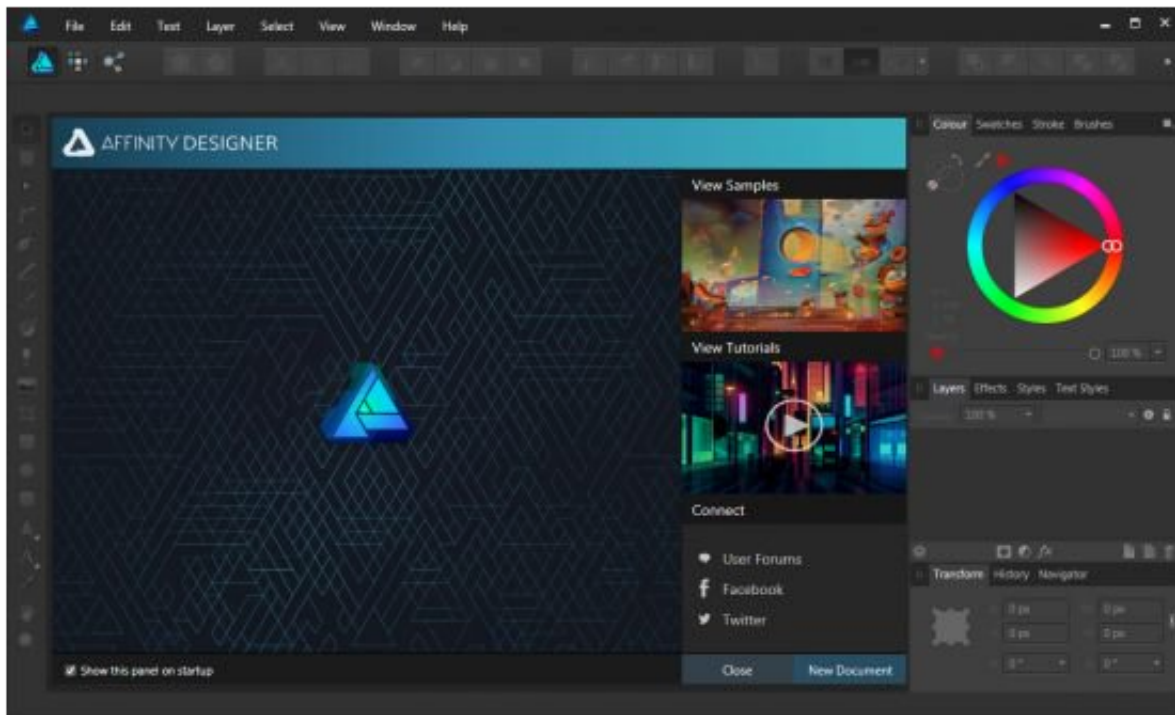 File Edit Text Layer Select View Window Help
AFFINITY DESIGNER
View Samples
View Tutorials
Connect
User Forums
Facebook
Twitter
Show this panel on startup
Close New Document
Colour Swatches Stroke Brushes
100 %
Layers Effects Styles Text Styles
100 %
fx
Transform History Navigator
0 px 0 px
0 px 0 px
0 ° 0 °